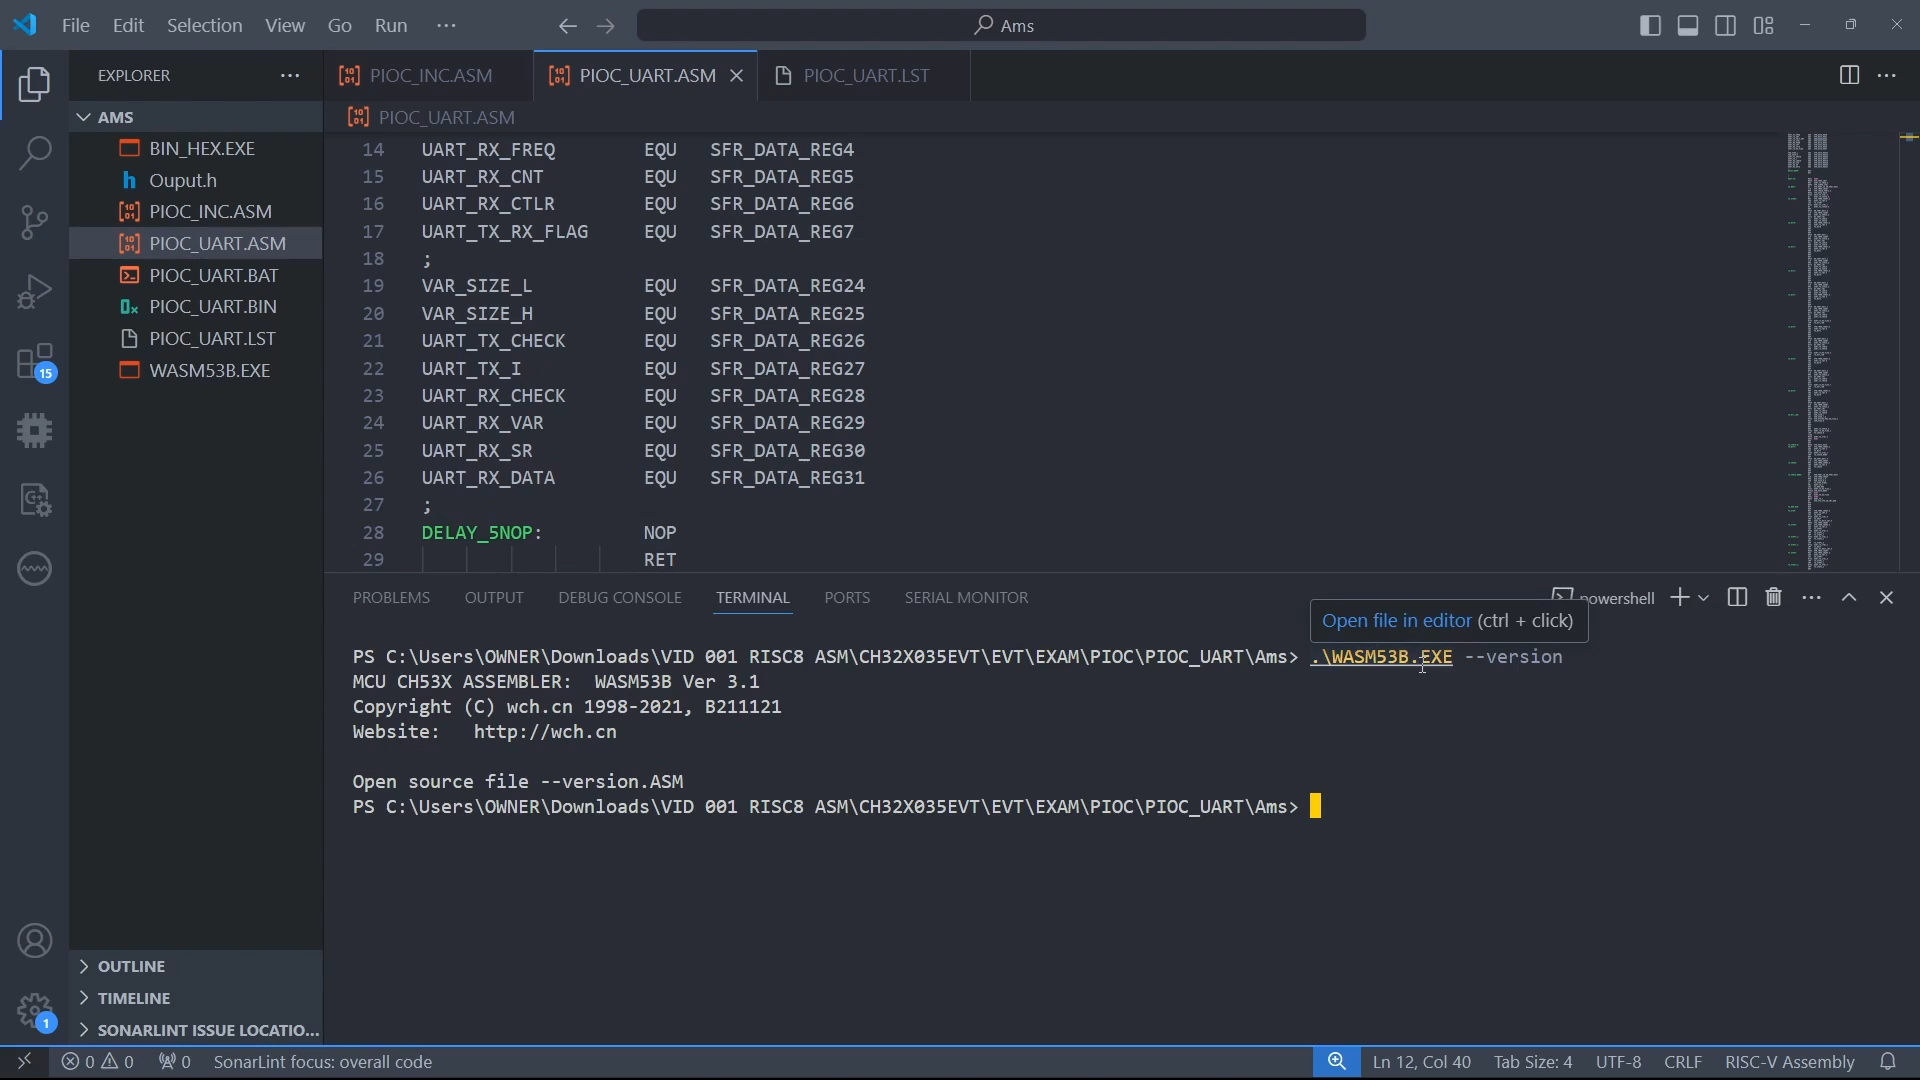 File Edit Selection View Go Run ···
Ams
EXPLORER ···
AMS
BIN_HEX.EXE
Ouput.h
PIOC_INC.ASM
PIOC_UART.ASM
PIOC_UART.BAT
PIOC_UART.BIN
PIOC_UART.LST
WASM53B.EXE
15
OUTLINE
TIMELINE
SONARLINT ISSUE LOCATIO...
1
PIOC_INC.ASM PIOC_UART.ASM PIOC_UART.LST
PIOC_UART.ASM
14 UART_RX_FREQ EQU SFR_DATA_REG4
15 UART_RX_CNT EQU SFR_DATA_REG5
16 UART_RX_CTLR EQU SFR_DATA_REG6
17 UART_TX_RX_FLAG EQU SFR_DATA_REG7
18 ;
19 VAR_SIZE_L EQU SFR_DATA_REG24
20 VAR_SIZE_H EQU SFR_DATA_REG25
21 UART_TX_CHECK EQU SFR_DATA_REG26
22 UART_TX_I EQU SFR_DATA_REG27
23 UART_RX_CHECK EQU SFR_DATA_REG28
24 UART_RX_VAR EQU SFR_DATA_REG29
25 UART_RX_SR EQU SFR_DATA_REG30
26 UART_RX_DATA EQU SFR_DATA_REG31
27 ;
28 DELAY_5NOP: NOP
29 RET
PROBLEMS OUTPUT DEBUG CONSOLE TERMINAL PORTS SERIAL MONITOR powershell
Open file in editor (ctrl + click)
PS C:\Users\OWNER\Downloads\VID 001 RISC8 ASM\CH32X035EVT\EVT\EXAM\PIOC\PIOC_UART\Ams> .\WASM53B.EXE --version
MCU CH53X ASSEMBLER: WASM53B Ver 3.1
Copyright (C) wch.cn 1998-2021, B211121
Website: http://wch.cn
Open source file --version.ASM
PS C:\Users\OWNER\Downloads\VID 001 RISC8 ASM\CH32X035EVT\EVT\EXAM\PIOC\PIOC_UART\Ams>
0 0 0 SonarLint focus: overall code Ln 12, Col 40 Tab Size: 4 UTF-8 CRLF RISC-V Assembly